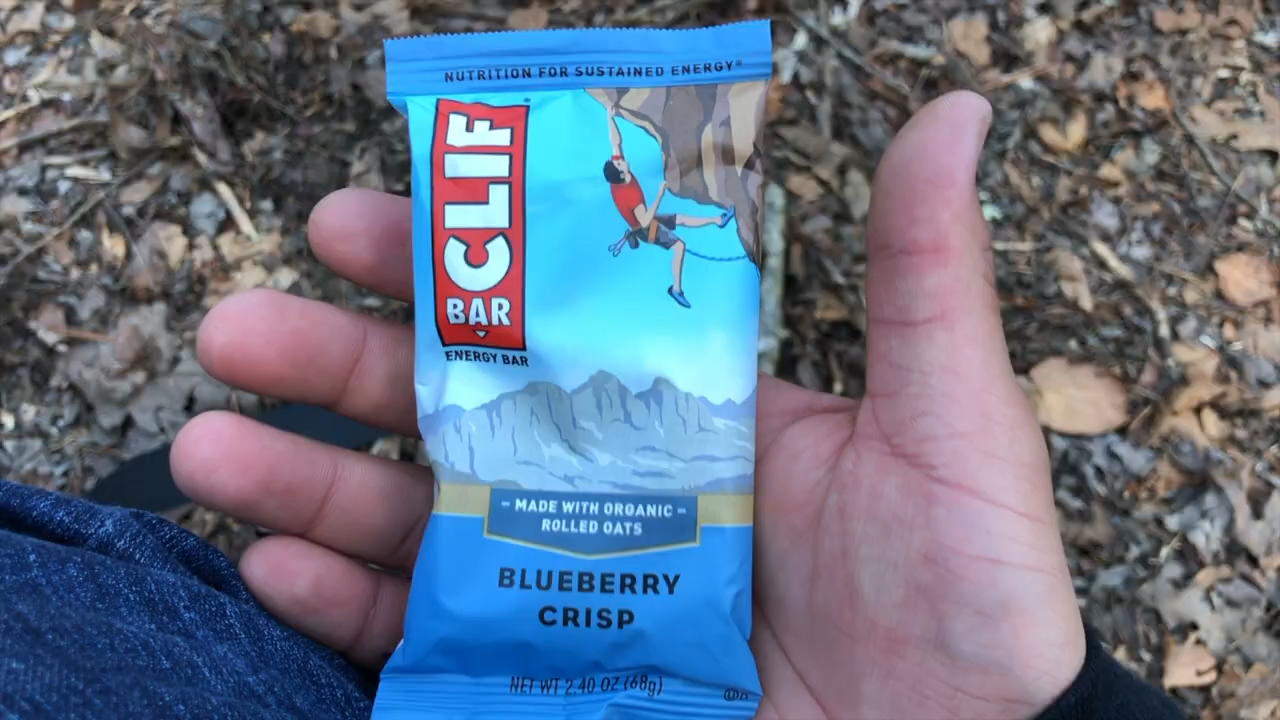 NUTRITION FOR SUSTAINED ENERGY®
CLIF
BAR
ENERGY BAR
– MADE WITH ORGANIC –
ROLLED OATS
BLUEBERRY
CRISP
NET WT 2.40 OZ (68g)